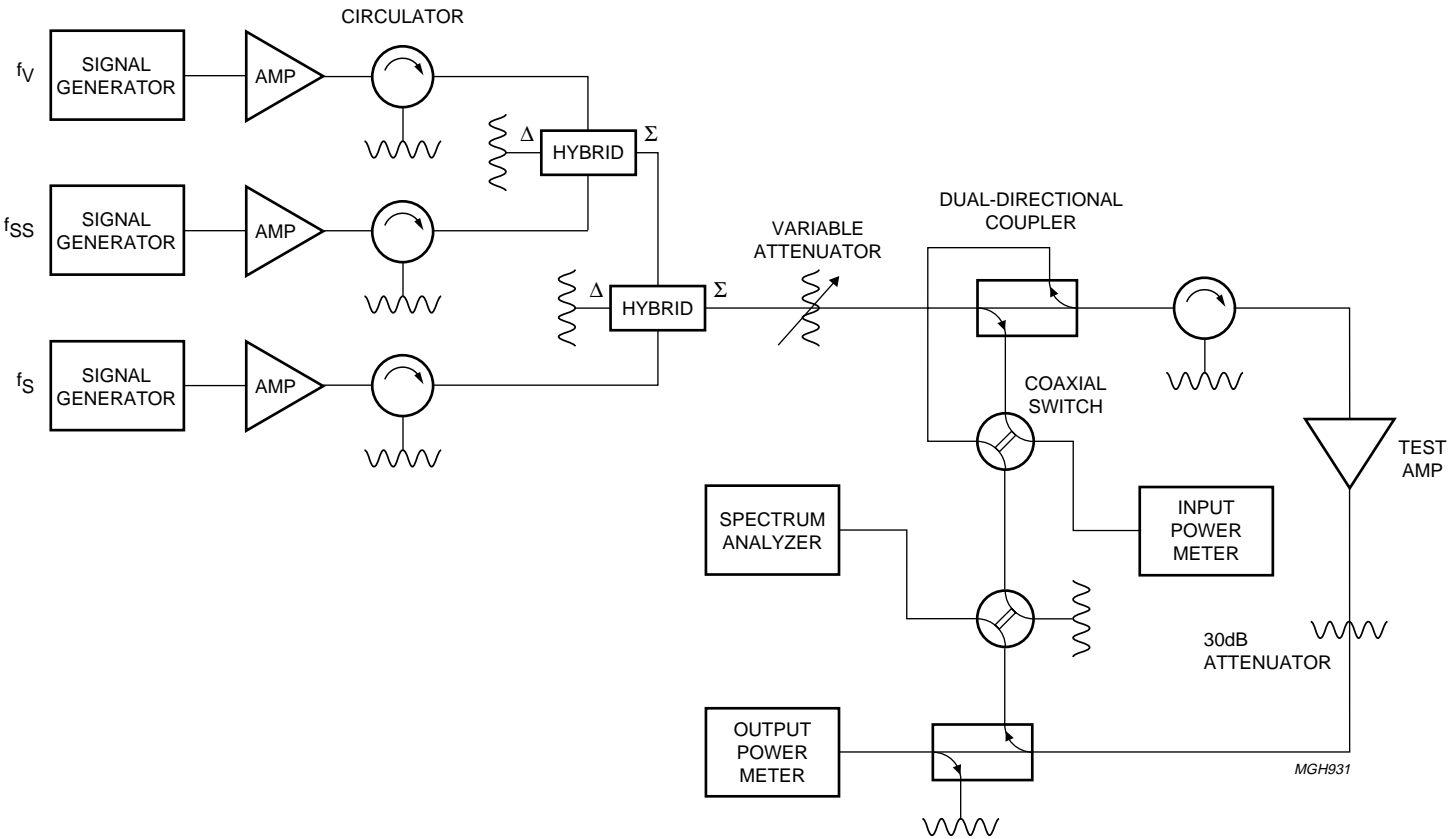 CIRCULATOR
fV
SIGNAL
GENERATOR
AMP
Δ
HYBRID
Σ
fSS
SIGNAL
GENERATOR
AMP
DUAL-DIRECTIONAL
COUPLER
VARIABLE
ATTENUATOR
Δ
HYBRID
Σ
fS
SIGNAL
GENERATOR
AMP
COAXIAL
SWITCH
TEST
AMP
SPECTRUM
ANALYZER
INPUT
POWER
METER
30dB
ATTENUATOR
OUTPUT
POWER
METER
MGH931